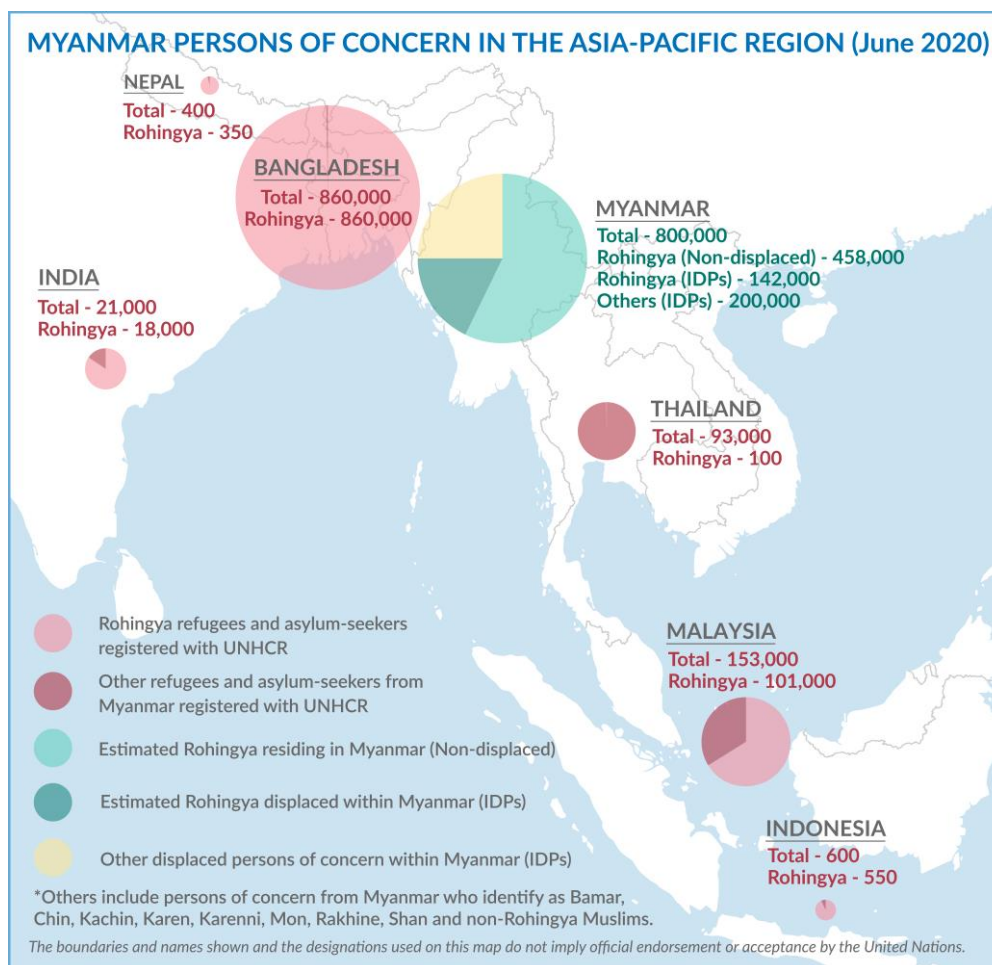 MYANMAR PERSONS OF CONCERN IN THE ASIA-PACIFIC REGION (June 2020)
NEPAL
Total - 400
Rohingya - 350
BANGLADESH
Total - 860,000
Rohingya - 860,000
MYANMAR
Total - 800,000
Rohingya (Non-displaced) - 458,000
Rohingya (IDPs) - 142,000
Others (IDPs) - 200,000
INDIA
Total - 21,000
Rohingya - 18,000
THAILAND
Total - 93,000
Rohingya - 100
MALAYSIA
Total - 153,000
Rohingya - 101,000
INDONESIA
Total - 600
Rohingya - 550
Rohingya refugees and asylum-seekers
registered with UNHCR
Other refugees and asylum-seekers from
Myanmar registered with UNHCR
Estimated Rohingya residing in Myanmar (Non-displaced)
Estimated Rohingya displaced within Myanmar (IDPs)
Other displaced persons of concern within Myanmar (IDPs)
*Others include persons of concern from Myanmar who identify as Bamar,
Chin, Kachin, Karen, Karenni, Mon, Rakhine, Shan and non-Rohingya Muslims.
The boundaries and names shown and the designations used on this map do not imply official endorsement or acceptance by the United Nations.